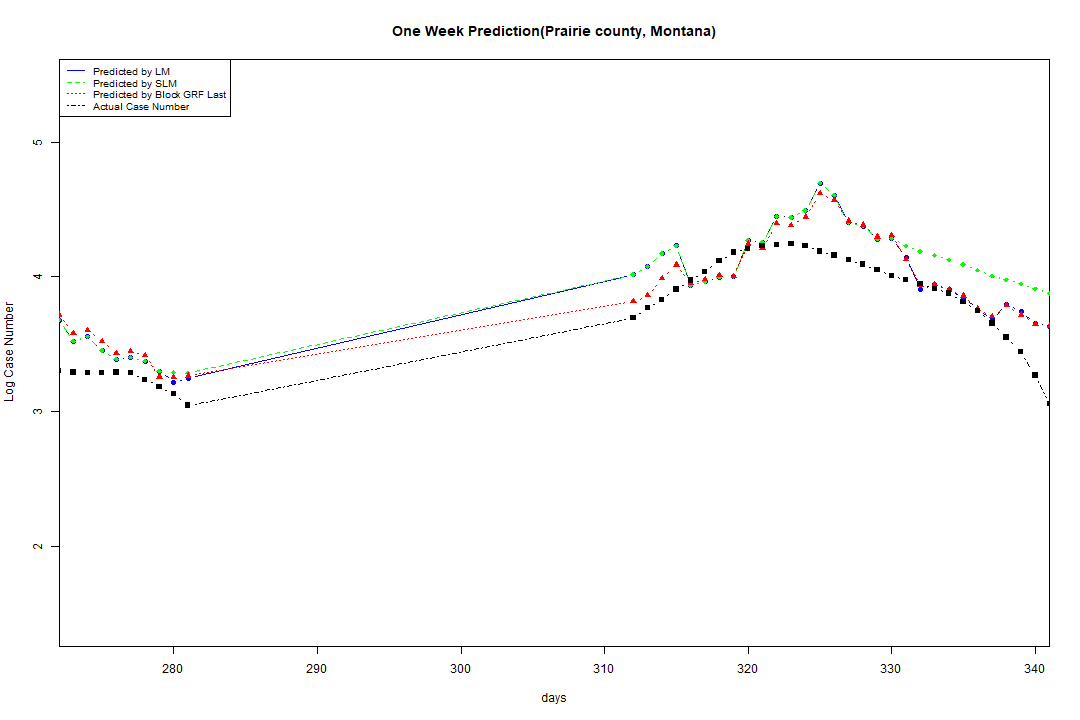 One Week Prediction(Prairie county, Montana)
Predicted by LM
Predicted by SLM
Predicted by Block GRF Last
Actual Case Number
5
4
3
2
Log Case Number
280 290 300 310 320 330 340
days